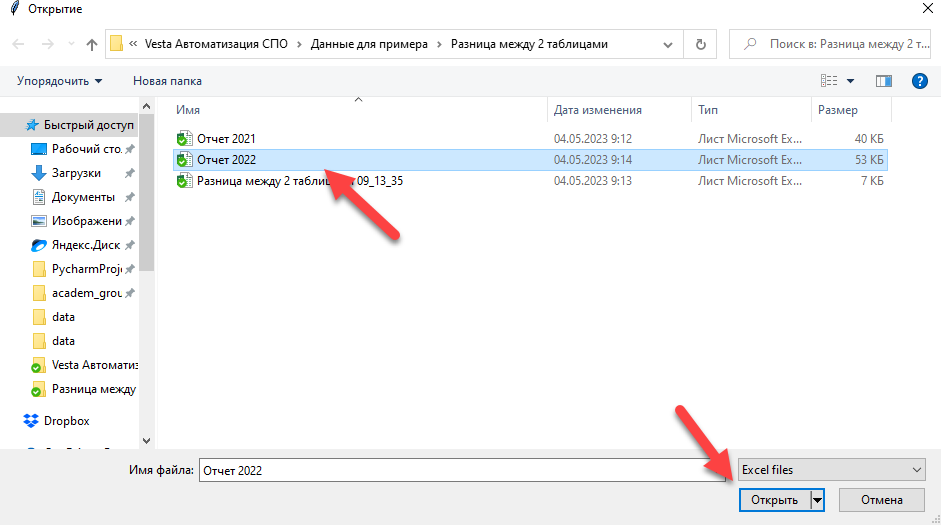 Открытие
« Vesta Автоматизация СПО › Данные для примера › Разница между 2 таблицами
Поиск в: Разница между 2 т...
Упорядочить
Новая папка
Имя Дата изменения Тип Размер
Быстрый доступ
Рабочий сто.
Загрузки
Документы
Изображени
Яндекс.Диск
PycharmProj
academ_grou
data
data
Vesta Автоматиз
Разница между
Dropbox
Отчет 2021 04.05.2023 9:12 Лист Microsoft Ex... 40 КБ
Отчет 2022 04.05.2023 9:14 Лист Microsoft Ex... 53 КБ
Разница между 2 таблиц 09_13_35 04.05.2023 9:13 Лист Microsoft Ex... 7 КБ
Имя файла: Отчет 2022 Excel files
Открыть Отмена